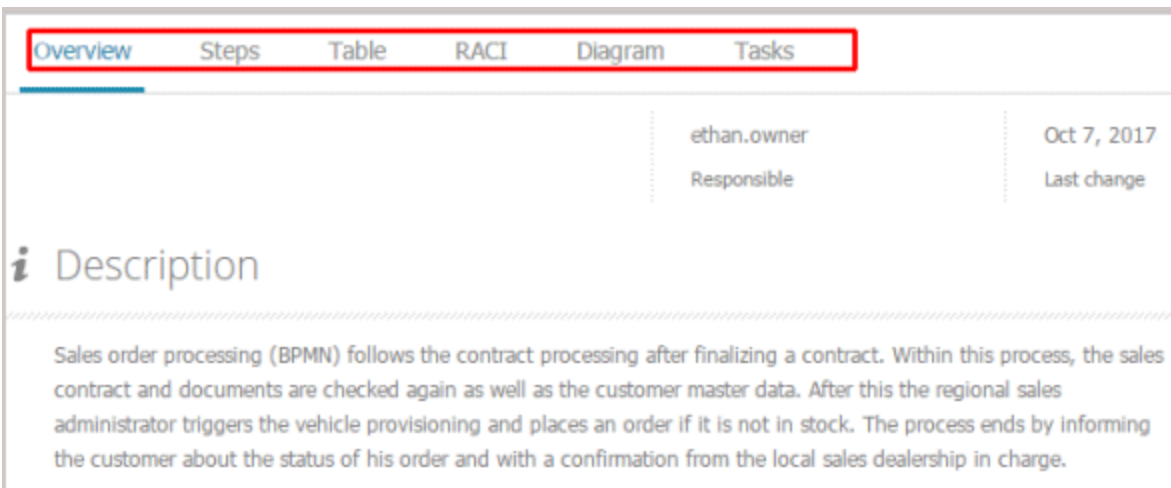 Overview Steps Table RACI Diagram Tasks
ethan.owner Oct 7, 2017
Responsible Last change
i Description
Sales order processing (BPMN) follows the contract processing after finalizing a contract. Within this process, the sales
contract and documents are checked again as well as the customer master data. After this the regional sales
administrator triggers the vehicle provisioning and places an order if it is not in stock. The process ends by informing
the customer about the status of his order and with a confirmation from the local sales dealership in charge.